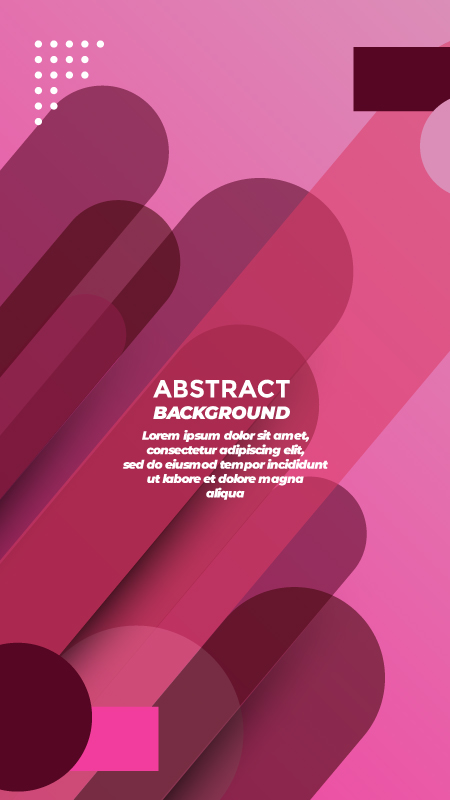 ABSTRACT
BACKGROUND
Lorem ipsum dolor sit amet,
consectetur adipiscing elit,
sed do eiusmod tempor incididunt
ut labore et dolore magna
aliqua